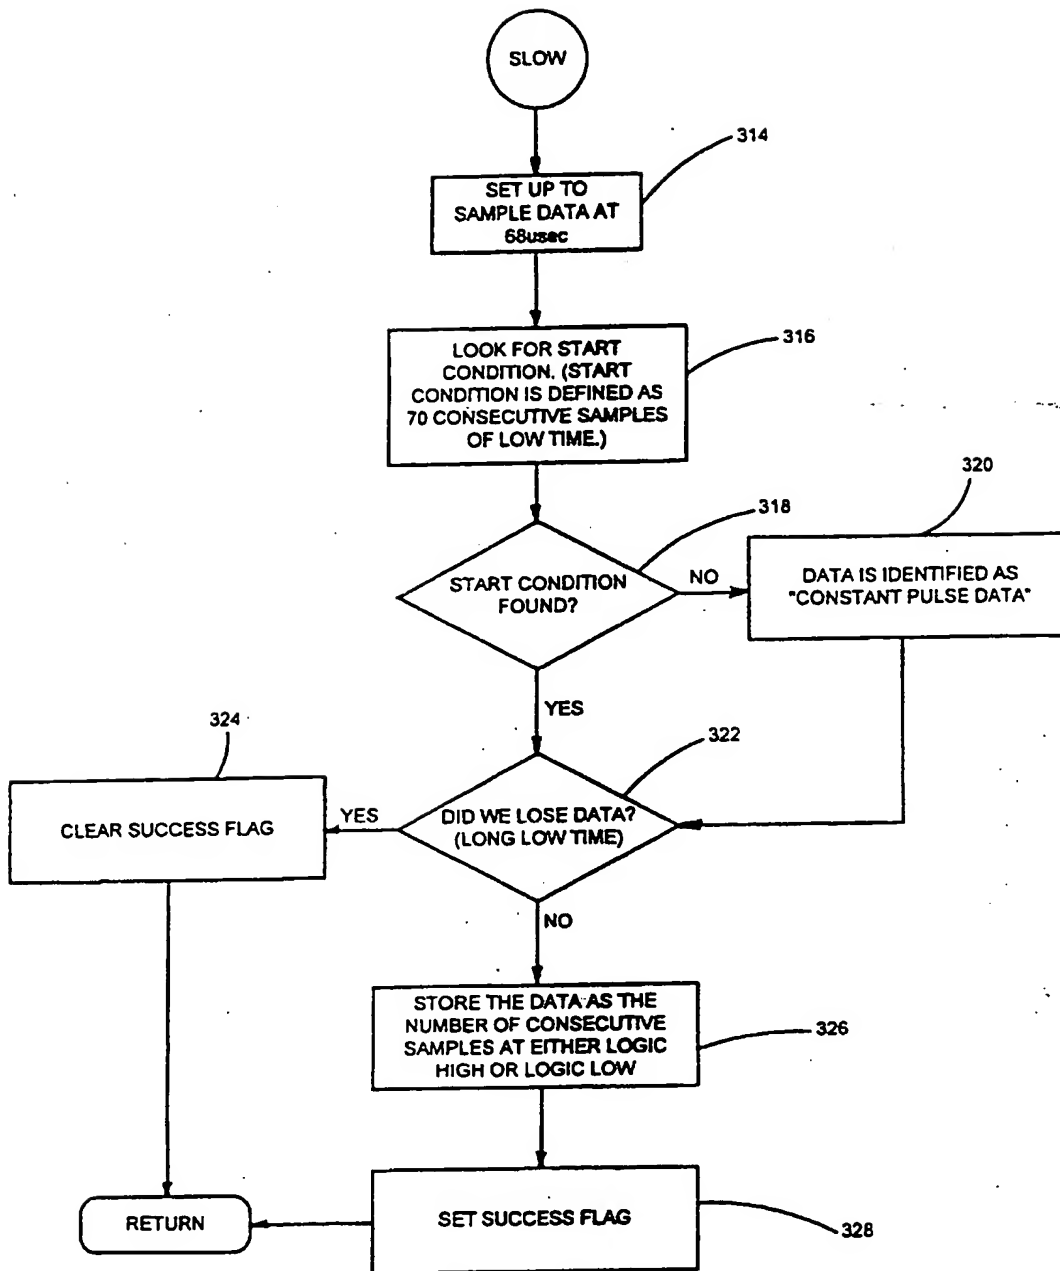 SLOW
314
SET UP TO
SAMPLE DATA AT
68usec
316
LOOK FOR START
CONDITION. (START
CONDITION IS DEFINED AS
70 CONSECUTIVE SAMPLES
OF LOW TIME.)
318
START CONDITION
FOUND?
NO
320
DATA IS IDENTIFIED AS
"CONSTANT PULSE DATA"
YES
322
DID WE LOSE DATA?
(LONG LOW TIME)
YES
324
CLEAR SUCCESS FLAG
NO
STORE THE DATA AS THE
NUMBER OF CONSECUTIVE
SAMPLES AT EITHER LOGIC
HIGH OR LOGIC LOW
326
SET SUCCESS FLAG
328
RETURN